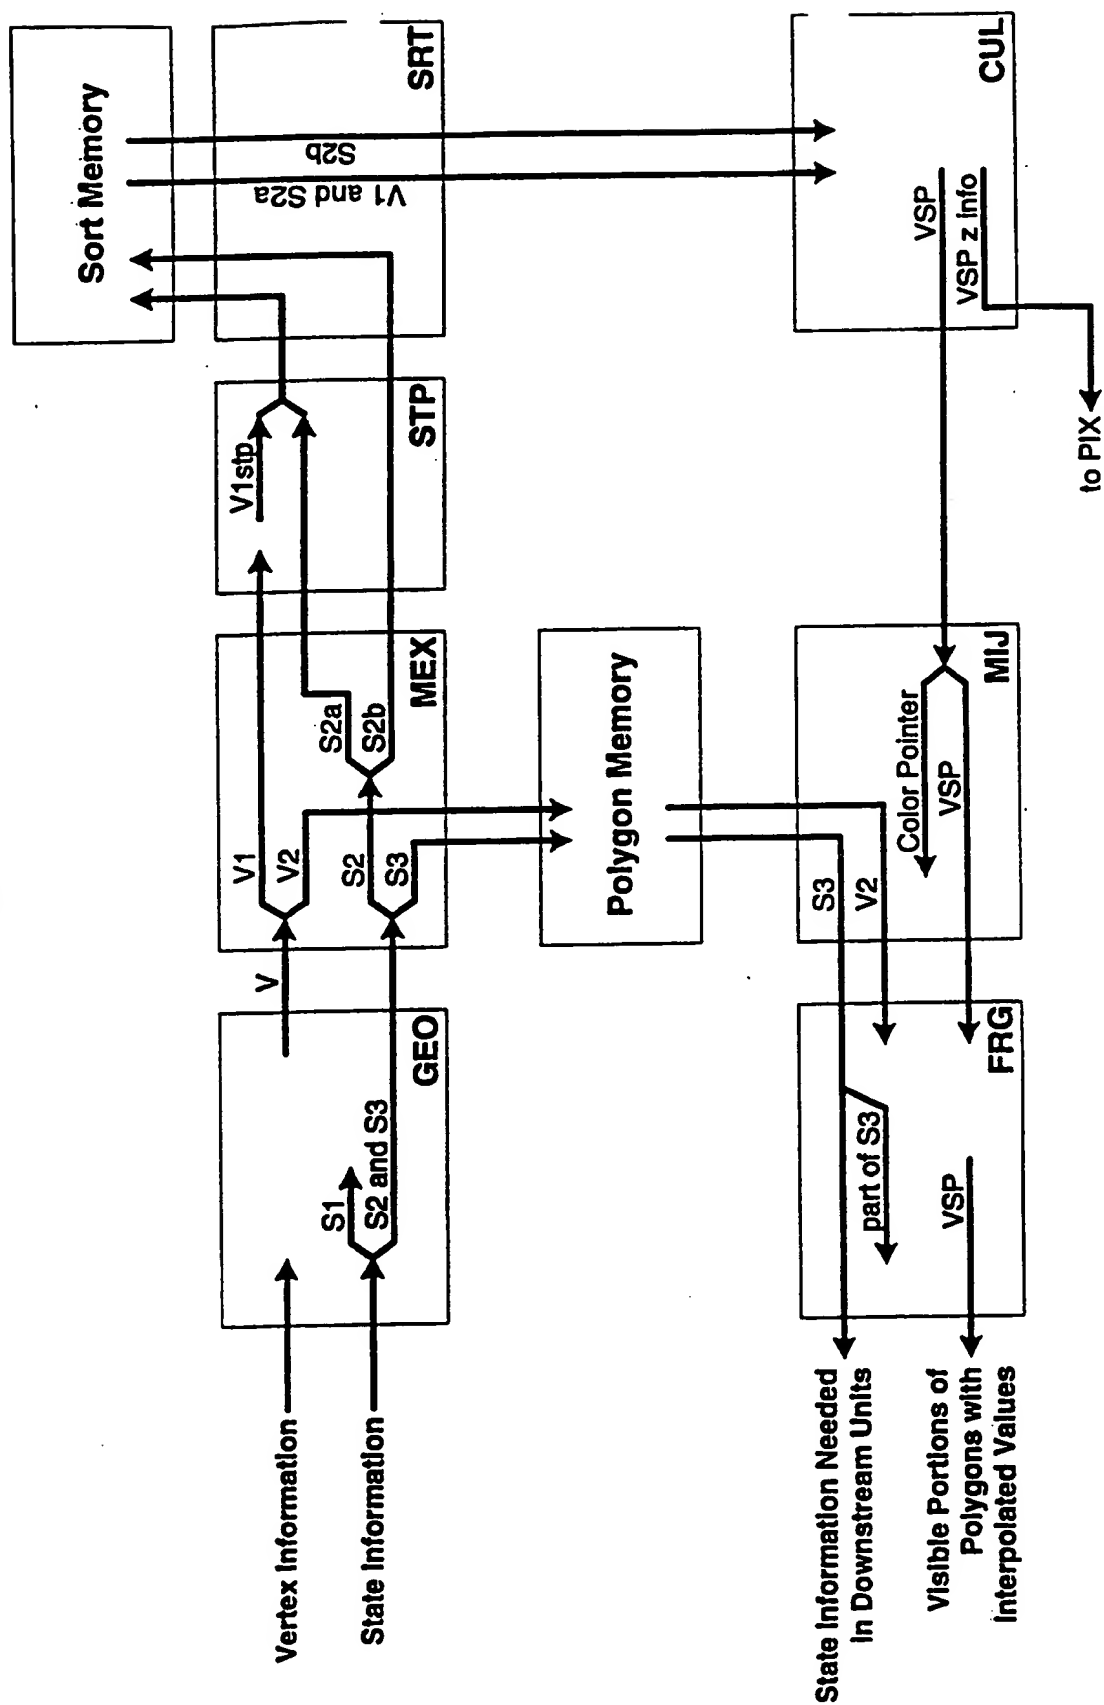 Vertex Information
State Information
V
S1
S2 and S3
GEO
V1
V2
S2
S3
S2a
S2b
MEX
V1stp
STP
Sort Memory
SRT
V1 and S2a
S2b
Polygon Memory
State Information Needed
In Downstream Units
Visible Portions of
Polygons with
Interpolated Values
part of S3
VSP
FRG
S3
V2
Color Pointer
VSP
MIJ
VSP
VSP z info
CUL
to PIX